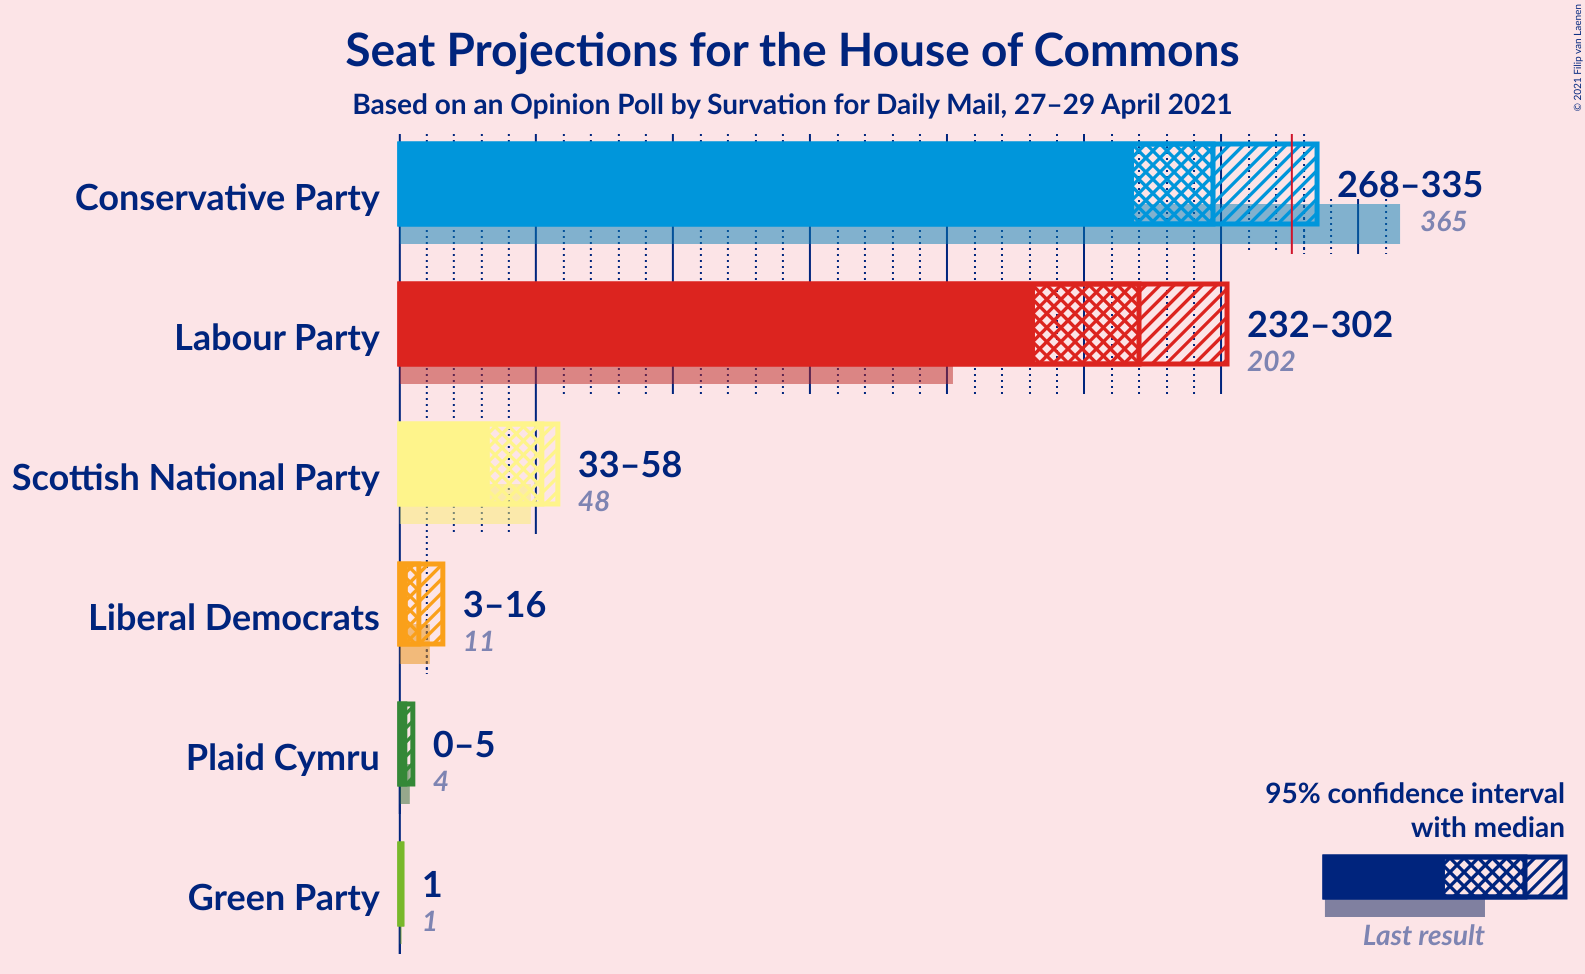 Seat Projections for the House of Commons
Based on an Opinion Poll by Survation for Daily Mail, 27–29 April 2021
© 2021 Filip van Laenen
Conservative Party
268–335
365
Labour Party
232–302
202
Scottish National Party
33–58
48
Liberal Democrats
3–16
11
Plaid Cymru
0–5
4
Green Party
1
1
95% confidence interval
with median
Last result